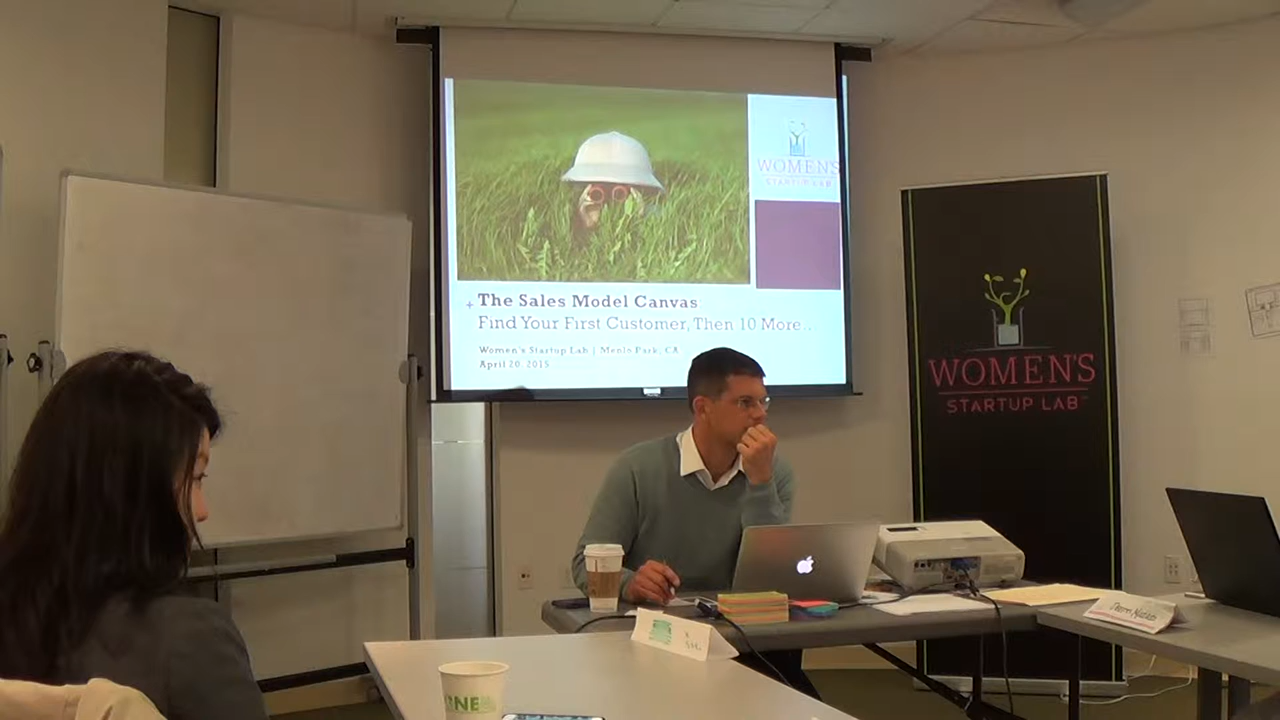 WOMEN'S
STARTUP LAB
+ The Sales Model Canvas
Find Your First Customer, Then 10 More...
Women's Startup Lab | Menlo Park, CA
April 20, 2015
WOMEN'S
STARTUP LAB
NE